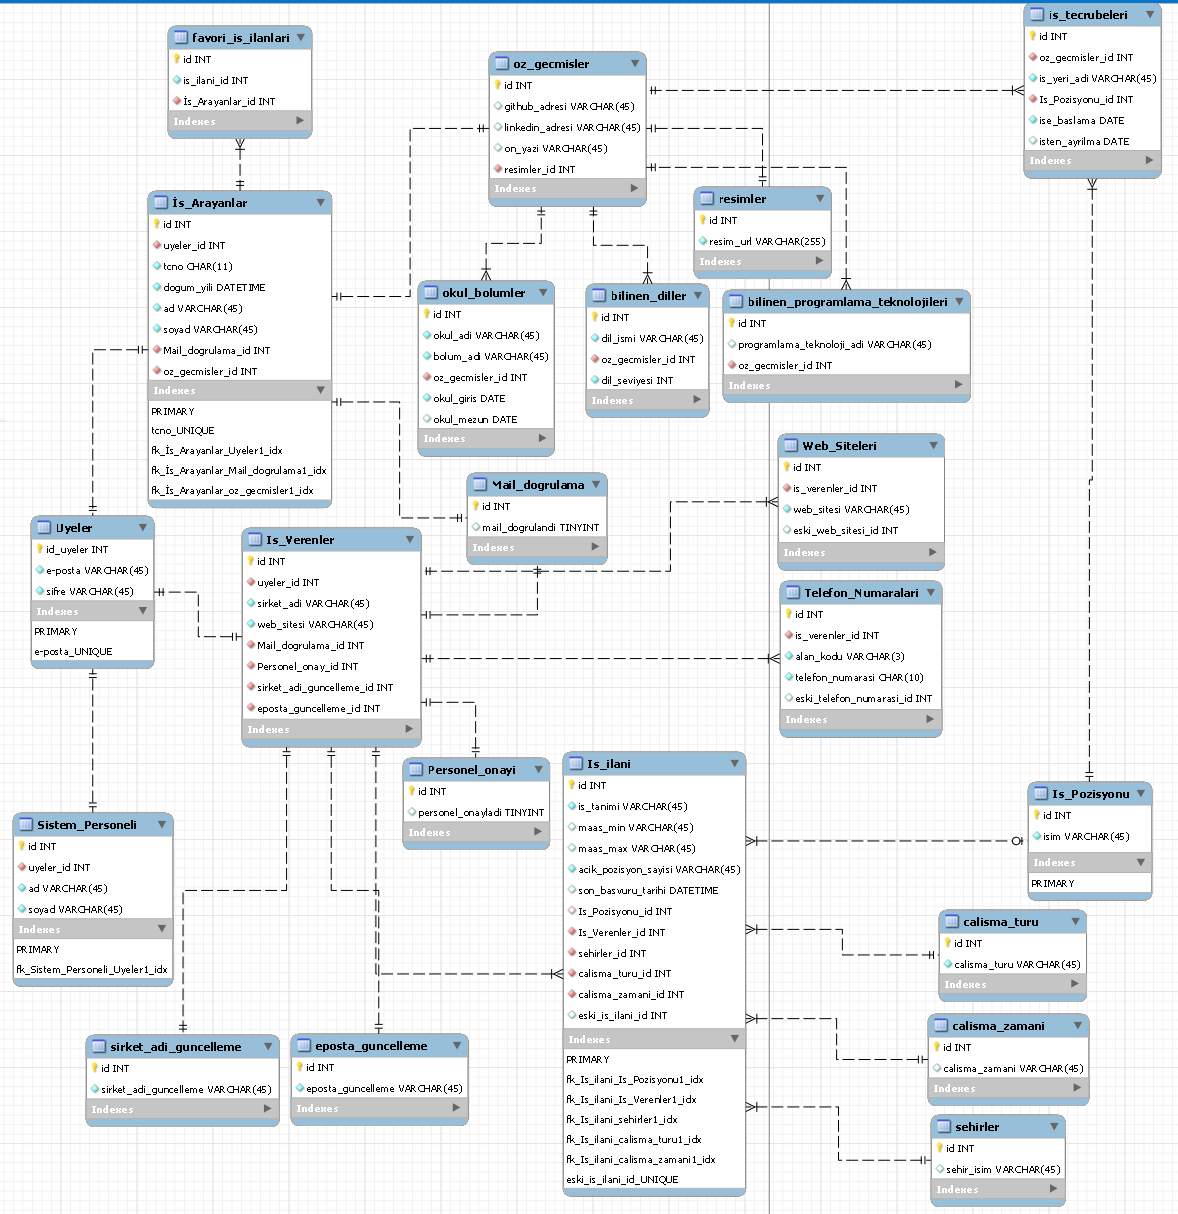 favori_is_ilanlari
id INT
is_ilani_id INT
İs_Arayanlar_id INT
Indexes
oz_gecmisler
id INT
github_adresi VARCHAR(45)
linkedin_adresi VARCHAR(45)
on_yazi VARCHAR(45)
resimler_id INT
Indexes
is_tecrubeleri
id INT
oz_gecmisler_id INT
is_yeri_adi VARCHAR(45)
Is_Pozisyonu_id INT
ise_baslama DATE
isten_ayrilma DATE
Indexes
İs_Arayanlar
id INT
uyeler_id INT
tcno CHAR(11)
dogum_yili DATETIME
ad VARCHAR(45)
soyad VARCHAR(45)
Mail_dogrulama_id INT
oz_gecmisler_id INT
Indexes
PRIMARY
tcno_UNIQUE
fk_İs_Arayanlar_Uyeler1_idx
fk_İs_Arayanlar_Mail_dogrulama1_idx
fk_İs_Arayanlar_oz_gecmisler1_idx
resimler
id INT
resim_url VARCHAR(255)
Indexes
okul_bolumler
id INT
okul_adi VARCHAR(45)
bolum_adi VARCHAR(45)
oz_gecmisler_id INT
okul_giris DATE
okul_mezun DATE
Indexes
bilinen_diller
id INT
dil_ismi VARCHAR(45)
oz_gecmisler_id INT
dil_seviyesi INT
Indexes
bilinen_programlama_teknolojileri
id INT
programlama_teknoloji_adi VARCHAR(45)
oz_gecmisler_id INT
Indexes
Web_Siteleri
id INT
is_verenler_id INT
web_sitesi VARCHAR(45)
eski_web_sitesi_id INT
Indexes
Mail_dogrulama
id INT
mail_dogrulandi TINYINT
Indexes
Uyeler
id_uyeler INT
e-posta VARCHAR(45)
sifre VARCHAR(45)
Indexes
PRIMARY
e-posta_UNIQUE
Is_Verenler
id INT
uyeler_id INT
sirket_adi VARCHAR(45)
web_sitesi VARCHAR(45)
Mail_dogrulama_id INT
Personel_onay_id INT
sirket_adi_guncelleme_id INT
eposta_guncelleme_id INT
Indexes
Telefon_Numaralari
id INT
is_verenler_id INT
alan_kodu VARCHAR(3)
telefon_numarasi CHAR(10)
eski_telefon_numarasi_id INT
Indexes
Personel_onayi
id INT
personel_onayladi TINYINT
Indexes
Is_ilani
id INT
is_tanimi VARCHAR(45)
maas_min VARCHAR(45)
maas_max VARCHAR(45)
acik_pozisyon_sayisi VARCHAR(45)
son_basvuru_tarihi DATETIME
Is_Pozisyonu_id INT
Is_Verenler_id INT
sehirler_id INT
calisma_turu_id INT
calisma_zamani_id INT
eski_is_ilani_id INT
Indexes
PRIMARY
fk_Is_ilani_Is_Pozisyonu1_idx
fk_Is_ilani_Is_Verenler1_idx
fk_Is_ilani_sehirler1_idx
fk_Is_ilani_calisma_turu1_idx
fk_Is_ilani_calisma_zamani1_idx
eski_is_ilani_id_UNIQUE
Is_Pozisyonu
id INT
isim VARCHAR(45)
Indexes
PRIMARY
Sistem_Personeli
id INT
uyeler_id INT
ad VARCHAR(45)
soyad VARCHAR(45)
Indexes
PRIMARY
fk_Sistem_Personeli_Uyeler1_idx
calisma_turu
id INT
calisma_turu VARCHAR(45)
Indexes
calisma_zamani
id INT
calisma_zamani VARCHAR(45)
Indexes
sirket_adi_guncelleme
id INT
sirket_adi_guncelleme VARCHAR(45)
Indexes
eposta_guncelleme
id INT
eposta_guncelleme VARCHAR(45)
Indexes
sehirler
id INT
sehir_isim VARCHAR(45)
Indexes